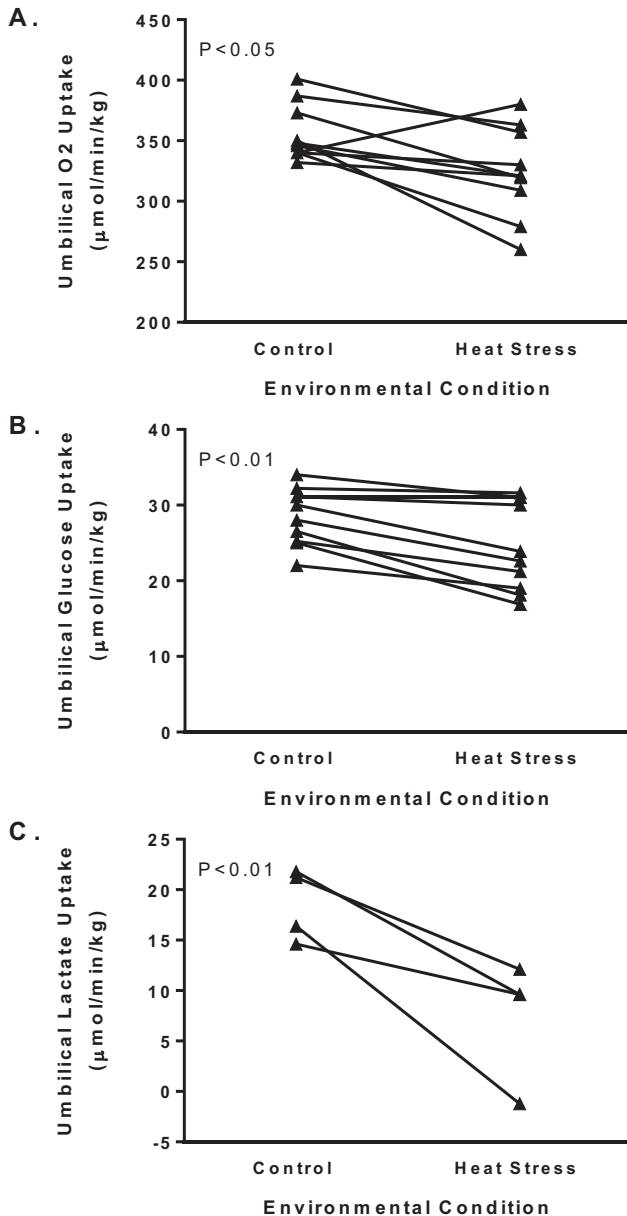 A.
Umbilical O2 Uptake
(μmol/min/kg)
450
400
350
300
250
200
P<0.05
Control
Heat Stress
Environmental Condition
B.
Umbilical Glucose Uptake
(μmol/min/kg)
40
30
20
10
0
P<0.01
Control
Heat Stress
Environmental Condition
C.
Umbilical Lactate Uptake
(μmol/min/kg)
25
20
15
10
5
0
-5
P<0.01
Control
Heat Stress
Environmental Condition